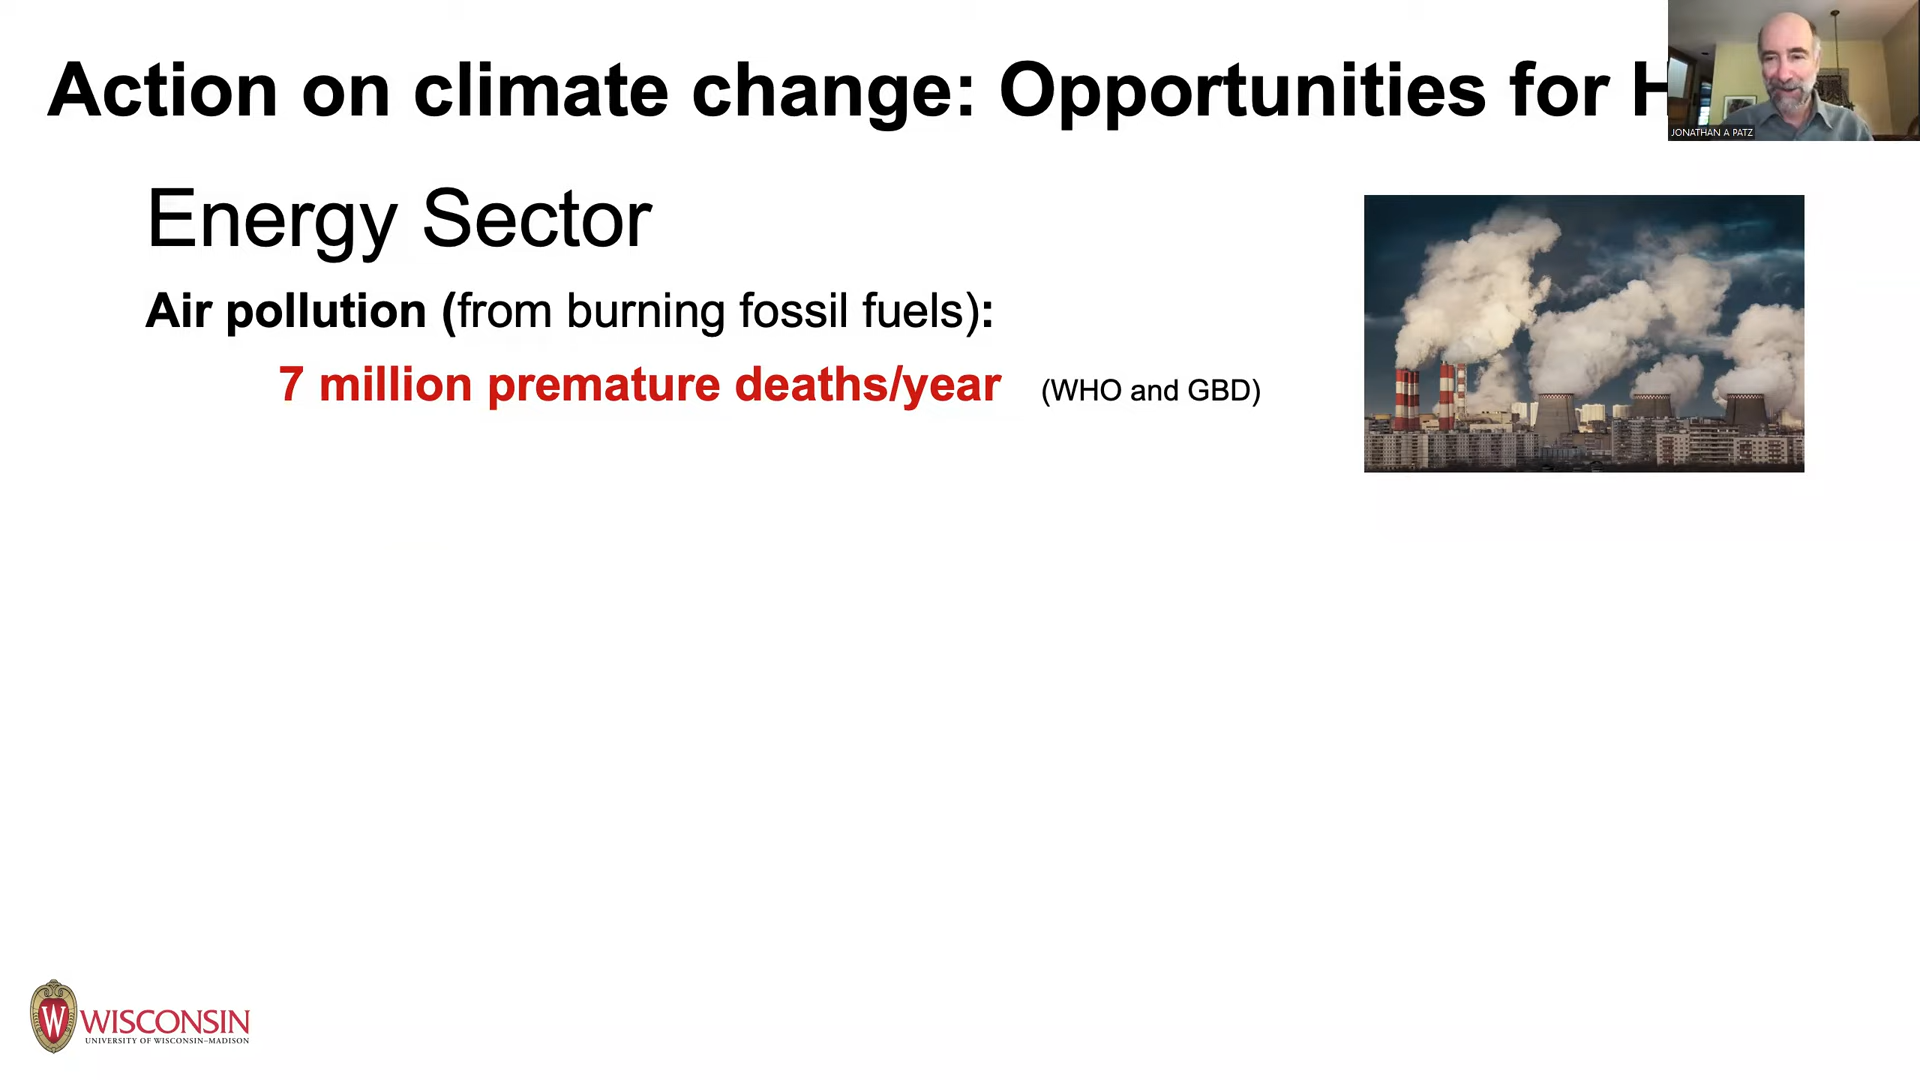 Action on climate change: Opportunities for H
JONATHAN A PATZ
Energy Sector
Air pollution (from burning fossil fuels):
7 million premature deaths/year (WHO and GBD)
W WISCONSIN
UNIVERSITY OF WISCONSIN–MADISON